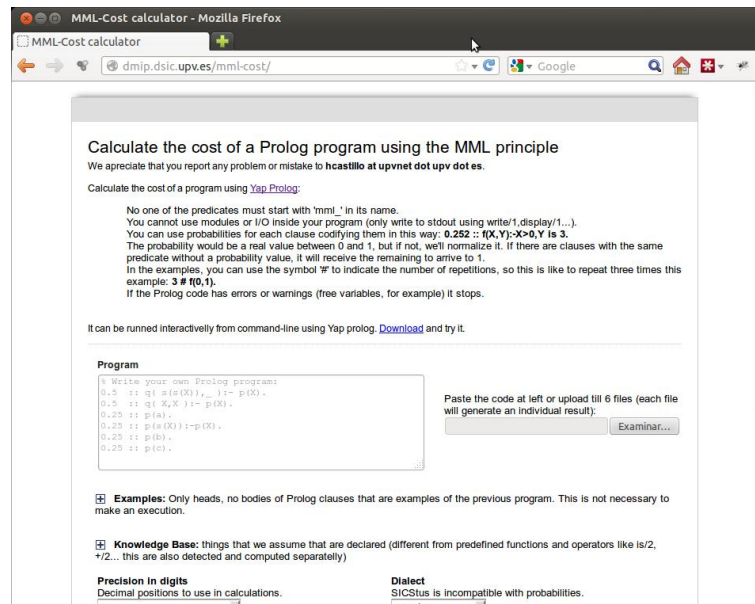 MML-Cost calculator - Mozilla Firefox
MML-Cost calculator
dmip.dsic.upv.es/mml-cost/
Google
Calculate the cost of a Prolog program using the MML principle
We apreciate that you report any problem or mistake to hcastillo at upvnet dot upv dot es.
Calculate the cost of a program using Yap Prolog:
No one of the predicates must start with 'mml_' in its name.
You cannot use modules or I/O inside your program (only write to stdout using write/1,display/1...).
You can use probabilities for each clause codifying them in this way: 0.252 :: f(X,Y):-X>0,Y is 3.
The probability would be a real value between 0 and 1, but if not, we'll normalize it. If there are clauses with the same
predicate without a probability value, it will receive the remaining to arrive to 1.
In the examples, you can use the symbol '#' to indicate the number of repetitions, so this is like to repeat three times this
example: 3 # f(0,1).
If the Prolog code has errors or warnings (free variables, for example) it stops.
It can be runned interactivelly from command-line using Yap prolog. Download and try it.
Program
% Write your own Prolog program:
0.5 :: q( s(s(X)),_ ):- p(X).
0.5 :: q( X,X ):- p(X).
0.25 :: p(a).
0.25 :: p(s(X)):-p(X).
0.25 :: p(b).
0.25 :: p(c).
Paste the code at left or upload till 6 files (each file
will generate an individual result):
Examinar...
Examples: Only heads, no bodies of Prolog clauses that are examples of the previous program. This is not necessary to
make an execution.
Knowledge Base: things that we assume that are declared (different from predefined functions and operators like is/2,
+/2... this are also detected and computed separatelly)
Precision in digits
Decimal positions to use in calculations.
Dialect
SICStus is incompatible with probabilities.